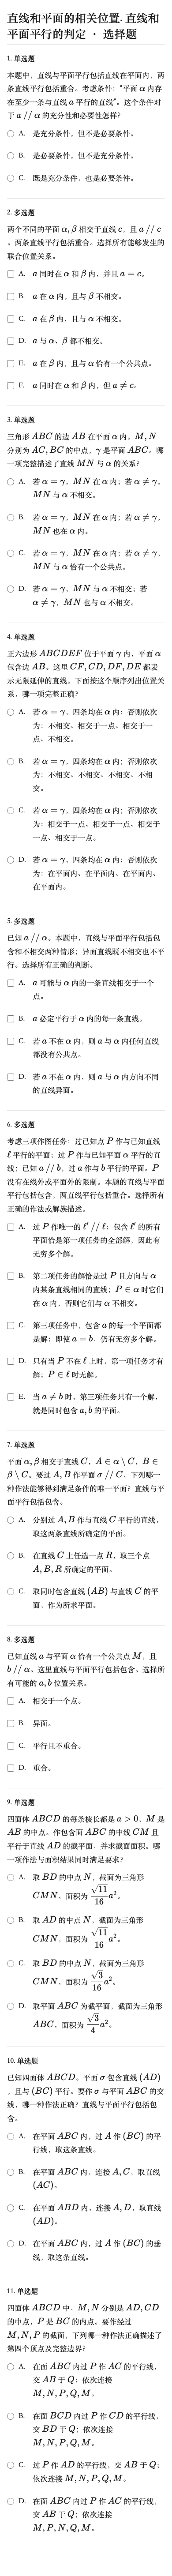 直线和平面的相关位置. 直线和
平面平行的判定 · 选择题
1. 单选题
本题中，直线与平面平行包括直线在平面内，两
条直线平行包括重合。考虑条件："平面 α 内存
在至少一条与直线 a 平行的直线"。这个条件对
于 a // α 的充分性和必要性怎样？
A. 是充分条件，但不是必要条件。
B. 是必要条件，但不是充分条件。
C. 既是充分条件，也是必要条件。
2. 多选题
两个不同的平面 α, β 相交于直线 c，且 a // c
。两条直线平行包括重合。选择所有能够发生的
联合位置关系。
A. a 同时在 α 和 β 内，并且 a = c。
B. a 在 α 内，且与 β 不相交。
C. a 在 β 内，且与 α 不相交。
D. a 与 α、β 都不相交。
E. a 在 β 内，且与 α 恰有一个公共点。
F. a 同时在 α 和 β 内，但 a ≠ c。
3. 单选题
三角形 ABC 的边 AB 在平面 α 内。M, N
分别为 AC, BC 的中点，γ 是平面 ABC。哪
一项完整描述了直线 MN 与 α 的关系？
A. 若 α = γ，MN 在 α 内；若 α ≠ γ，
MN 与 α 不相交。
B. 若 α = γ，MN 在 α 内；若 α ≠ γ，
MN 也在 α 内。
C. 若 α = γ，MN 在 α 内；若 α ≠ γ，
MN 与 α 恰有一个公共点。
D. 若 α = γ，MN 与 α 不相交；若
α ≠ γ，MN 也与 α 不相交。
4. 单选题
正六边形 ABCDEF 位于平面 γ 内，平面 α
包含边 AB。这里 CF, CD, DF, DE 都表
示无限延伸的直线。下面按这个顺序列出位置关
系，哪一项完整正确？
A. 若 α = γ，四条均在 α 内；否则依次
为：不相交、相交于一点、相交于一
点、不相交。
B. 若 α = γ，四条均在 α 内；否则依次
为：不相交、不相交、不相交、不相
交。
C. 若 α = γ，四条均在 α 内；否则依次
为：相交于一点、相交于一点、相交于
一点、相交于一点。
D. 若 α = γ，四条均在 α 内；否则依次
为：在平面内、在平面内、在平面内、
在平面内。
5. 多选题
已知 a // α。本题中，直线与平面平行包括包
含和不相交两种情形；异面直线既不相交也不平
行。选择所有正确的判断。
A. a 可能与 α 内的一条直线相交于一个
点。
B. a 必定平行于 α 内的每一条直线。
C. 若 a 不在 α 内，则 a 与 α 内任何直线
都没有公共点。
D. 若 a 不在 α 内，则 a 与 α 内方向不同
的直线异面。
6. 多选题
考虑三项作图任务：过已知点 P 作与已知直线
ℓ 平行的平面；过 P 作与已知平面 α 平行的直
线；已知 a // b，过 a 作与 b 平行的平面。P
没有在线外或平面外的限制。本题的直线与平面
平行包括包含，两直线平行包括重合。选择所有
正确的作法或解族描述。
A. 过 P 作唯一的 ℓ′ // ℓ；包含 ℓ′ 的所有
平面恰是第一项任务的全部解，因此有
无穷多个解。
B. 第二项任务的解恰是过 P 且方向与 α
内某条直线相同的直线；P ∈ α 时它们
在 α 内，否则它们与 α 不相交。
C. 第三项任务中，包含 a 的每一个平面都
是解；即使 a = b，仍有无穷多个解。
D. 只有当 P 不在 ℓ 上时，第一项任务才有
解；P ∈ ℓ 时无解。
E. 当 a ≠ b 时，第三项任务只有一个解，
就是同时包含 a, b 的平面。
7. 单选题
平面 α, β 相交于直线 C，A ∈ α \ C，B ∈
β \ C。要过 A, B 作平面 σ // C，下列哪一
种作法能够得到满足条件的唯一平面？直线与平
面平行包括包含。
A. 分别过 A, B 作与直线 C 平行的直线，
取这两条直线所确定的平面。
B. 在直线 C 上任选一点 R，取三个点
A, B, R 所确定的平面。
C. 取同时包含直线 (AB) 与直线 C 的平
面，作为所求平面。
8. 多选题
已知直线 a 与平面 α 恰有一个公共点 M，且
b // α。这里直线与平面平行包括包含。选择所
有可能的 a, b 位置关系。
A. 相交于一个点。
B. 异面。
C. 平行且不重合。
D. 重合。
9. 单选题
四面体 ABCD 的每条棱长都是 a > 0，M 是
AB 的中点。作包含面 ABC 的中线 CM 且
平行于直线 AD 的截平面，并求截面面积。哪
一项作法与面积结果同时满足要求？
A. 取 BD 的中点 N，截面为三角形
CMN，面积为 √11/16 a²。
B. 取 AD 的中点 N，截面为三角形
CMN，面积为 √11/16 a²。
C. 取 BD 的中点 N，截面为三角形
CMN，面积为 √3/16 a²。
D. 取平面 ABC 为截平面，截面为三角形
ABC，面积为 √3/4 a²。
10. 单选题
已知四面体 ABCD。平面 σ 包含直线 (AD)
，且与 (BC) 平行。要作 σ 与平面 ABC 的交
线，哪一种作法正确？直线与平面平行包括包
含。
A. 在平面 ABC 内，过 A 作 (BC) 的平
行线，取这条直线。
B. 在平面 ABC 内，连接 A, C，取直线
(AC)。
C. 在平面 ABD 内，连接 A, D，取直线
(AD)。
D. 在平面 ABC 内，过 A 作 (BC) 的垂
线，取这条直线。
11. 单选题
四面体 ABCD 中，M, N 分别是 AD, CD
的中点，P 是 BC 的内点。要作经过
M, N, P 的截面，下列哪一种作法正确描述了
第四个顶点及完整边界？
A. 在面 ABC 内过 P 作 AC 的平行线，
交 AB 于 Q；依次连接
M, N, P, Q, M。
B. 在面 BCD 内过 P 作 CD 的平行线，
交 BD 于 Q；依次连接
M, N, P, Q, M。
C. 过 P 作 AD 的平行线，交 AB 于 Q；
依次连接 M, N, P, Q, M。
D. 在面 ABC 内过 P 作 AC 的平行线，
交 AB 于 Q；依次连接
M, P, N, Q, M。